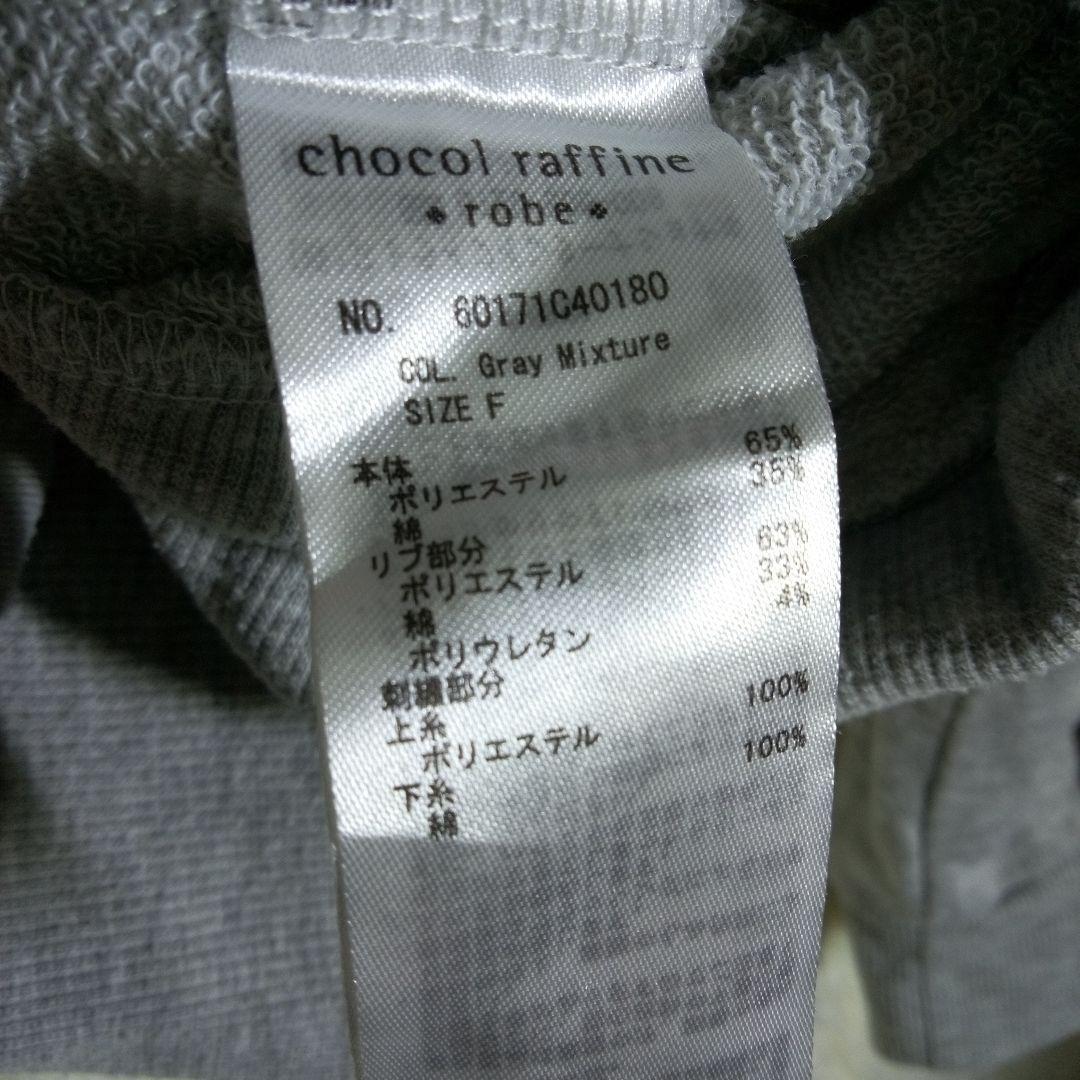 chocol raffine
robe
NO. 60171C40180
COL. Gray Mixture
SIZE F
本体
ポリエステル 65%
綿 35%
リブ部分
ポリエステル 63%
綿 33%
ポリウレタン 4%
刺繍部分
上糸
ポリエステル 100%
下糸
綿 100%